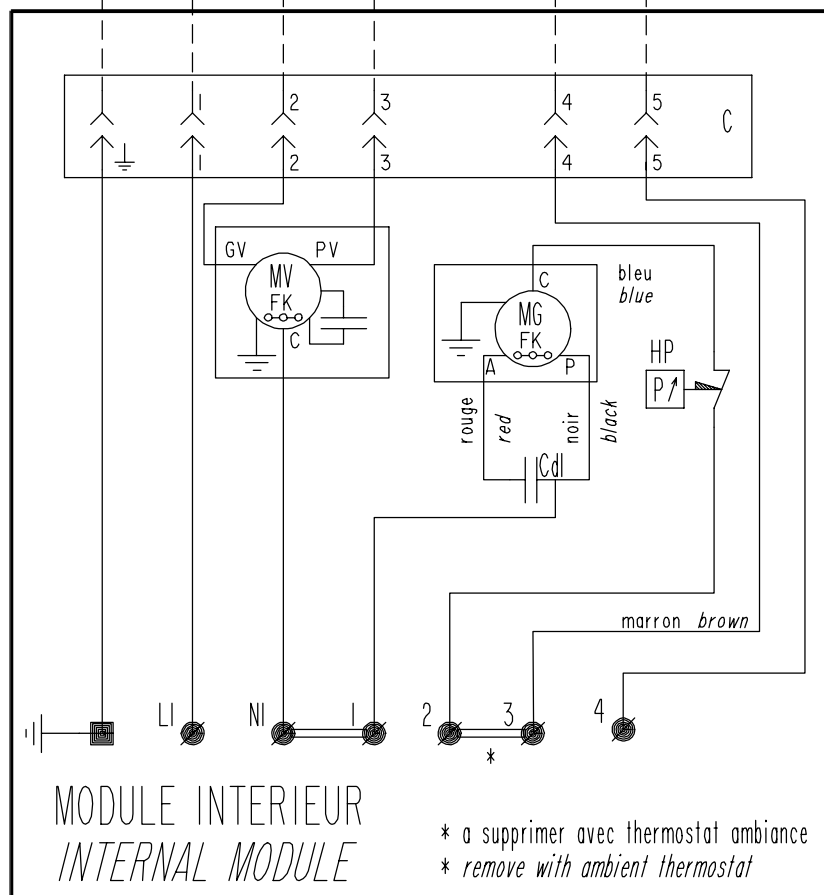 1 2 3 4 5
C
1 2 3 4 5
GV PV
MV
FK
C
C
MG
FK
A P
bleu
blue
HP
P
rouge
red
noir
black
Cdl
marron brown
LI NI 1 2 3 4
*
MODULE INTERIEUR
INTERNAL MODULE
* a supprimer avec thermostat ambiance
* remove with ambient thermostat